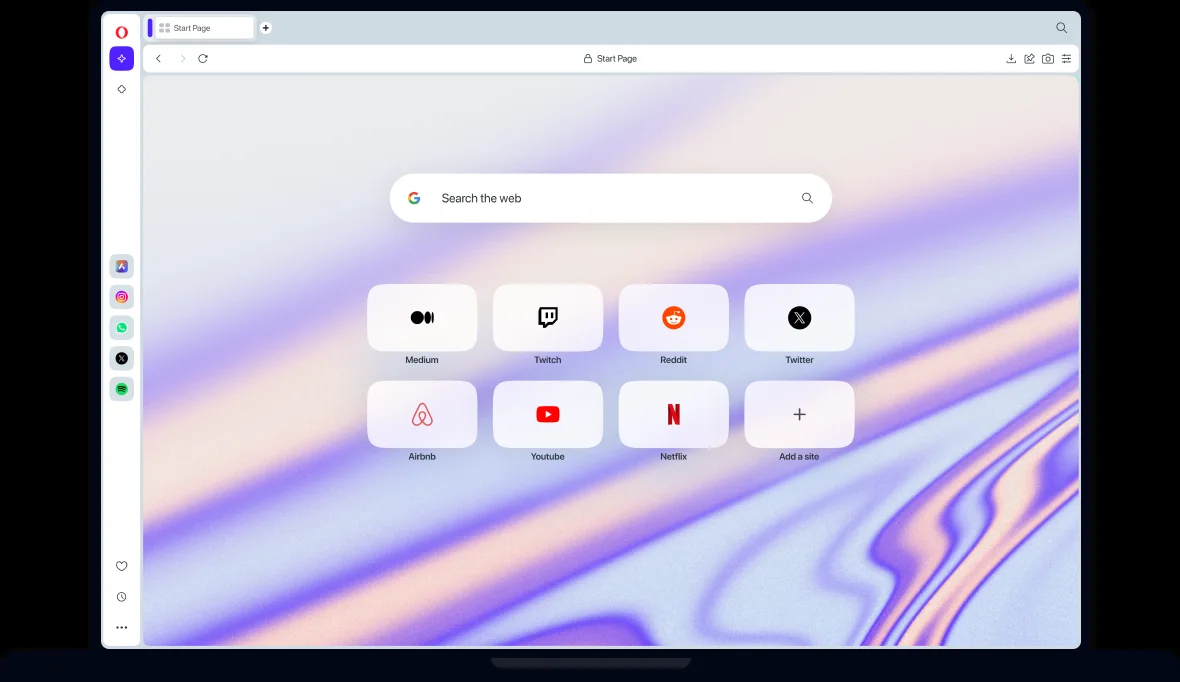 Start Page
Start Page
Search the web
Medium
Twitch
Reddit
Twitter
Airbnb
Youtube
Netflix
Add a site